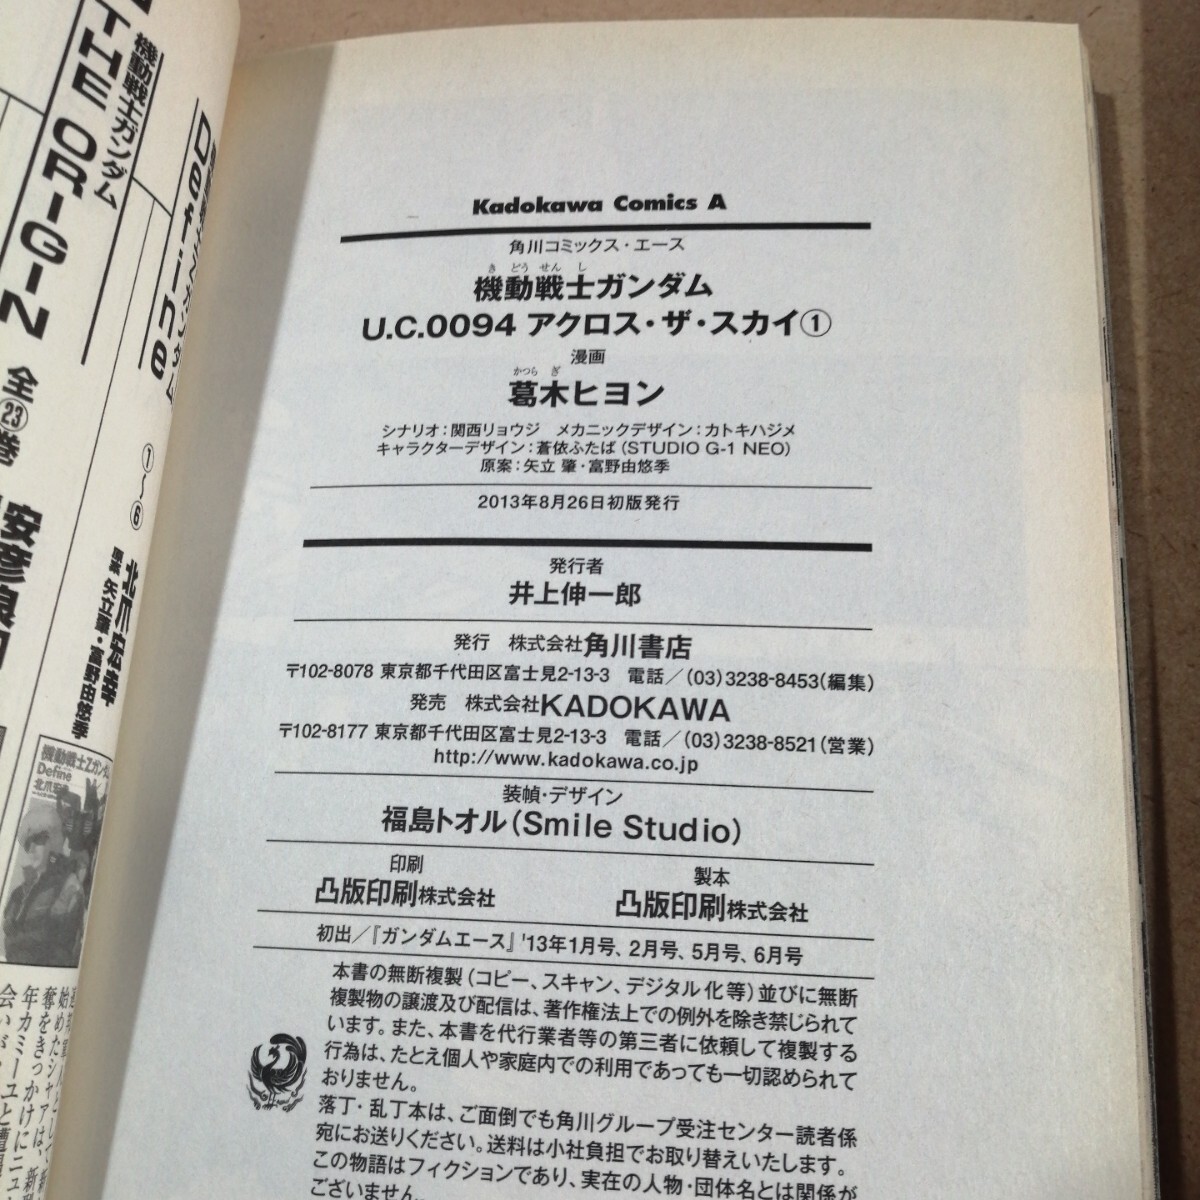 機動戦士ガンダム
THE ORIGIN
全㉓巻
Define
①〜⑥
北爪宏幸
原案 矢立肇・富野由悠季
機動戦士Ζガンダム
Define
Kadokawa Comics A
角川コミックス・エース
き どう せん し
機動戦士ガンダム
U.C.0094 アクロス・ザ・スカイ①
漫画
かつら ぎ
葛木ヒヨン
シナリオ：関西リョウジ　メカニックデザイン：カトキハジメ
キャラクターデザイン：蒼依ふたば（STUDIO G-1 NEO）
原案：矢立 肇・富野由悠季
2013年8月26日初版発行
発行者
井上伸一郎
発行　株式会社角川書店
〒102-8078 東京都千代田区富士見2-13-3　電話／(03)3238-8453(編集)
発売　株式会社KADOKAWA
〒102-8177 東京都千代田区富士見2-13-3　電話／(03)3238-8521(営業)
http://www.kadokawa.co.jp
装幀・デザイン
福島トオル（Smile Studio）
印刷
凸版印刷株式会社
製本
凸版印刷株式会社
初出／『ガンダムエース』'13年1月号、2月号、5月号、6月号
本書の無断複製（コピー、スキャン、デジタル化等）並びに無断
複製物の譲渡及び配信は、著作権法上での例外を除き禁じられて
います。また、本書を代行業者等の第三者に依頼して複製する
行為は、たとえ個人や家庭内での利用であっても一切認められて
おりません。
落丁・乱丁本は、ご面倒でも角川グループ受注センター読者係
宛にお送りください。送料は小社負担でお取り替えいたします。
この物語はフィクションであり、実在の人物・団体名とは関係が
ございません。